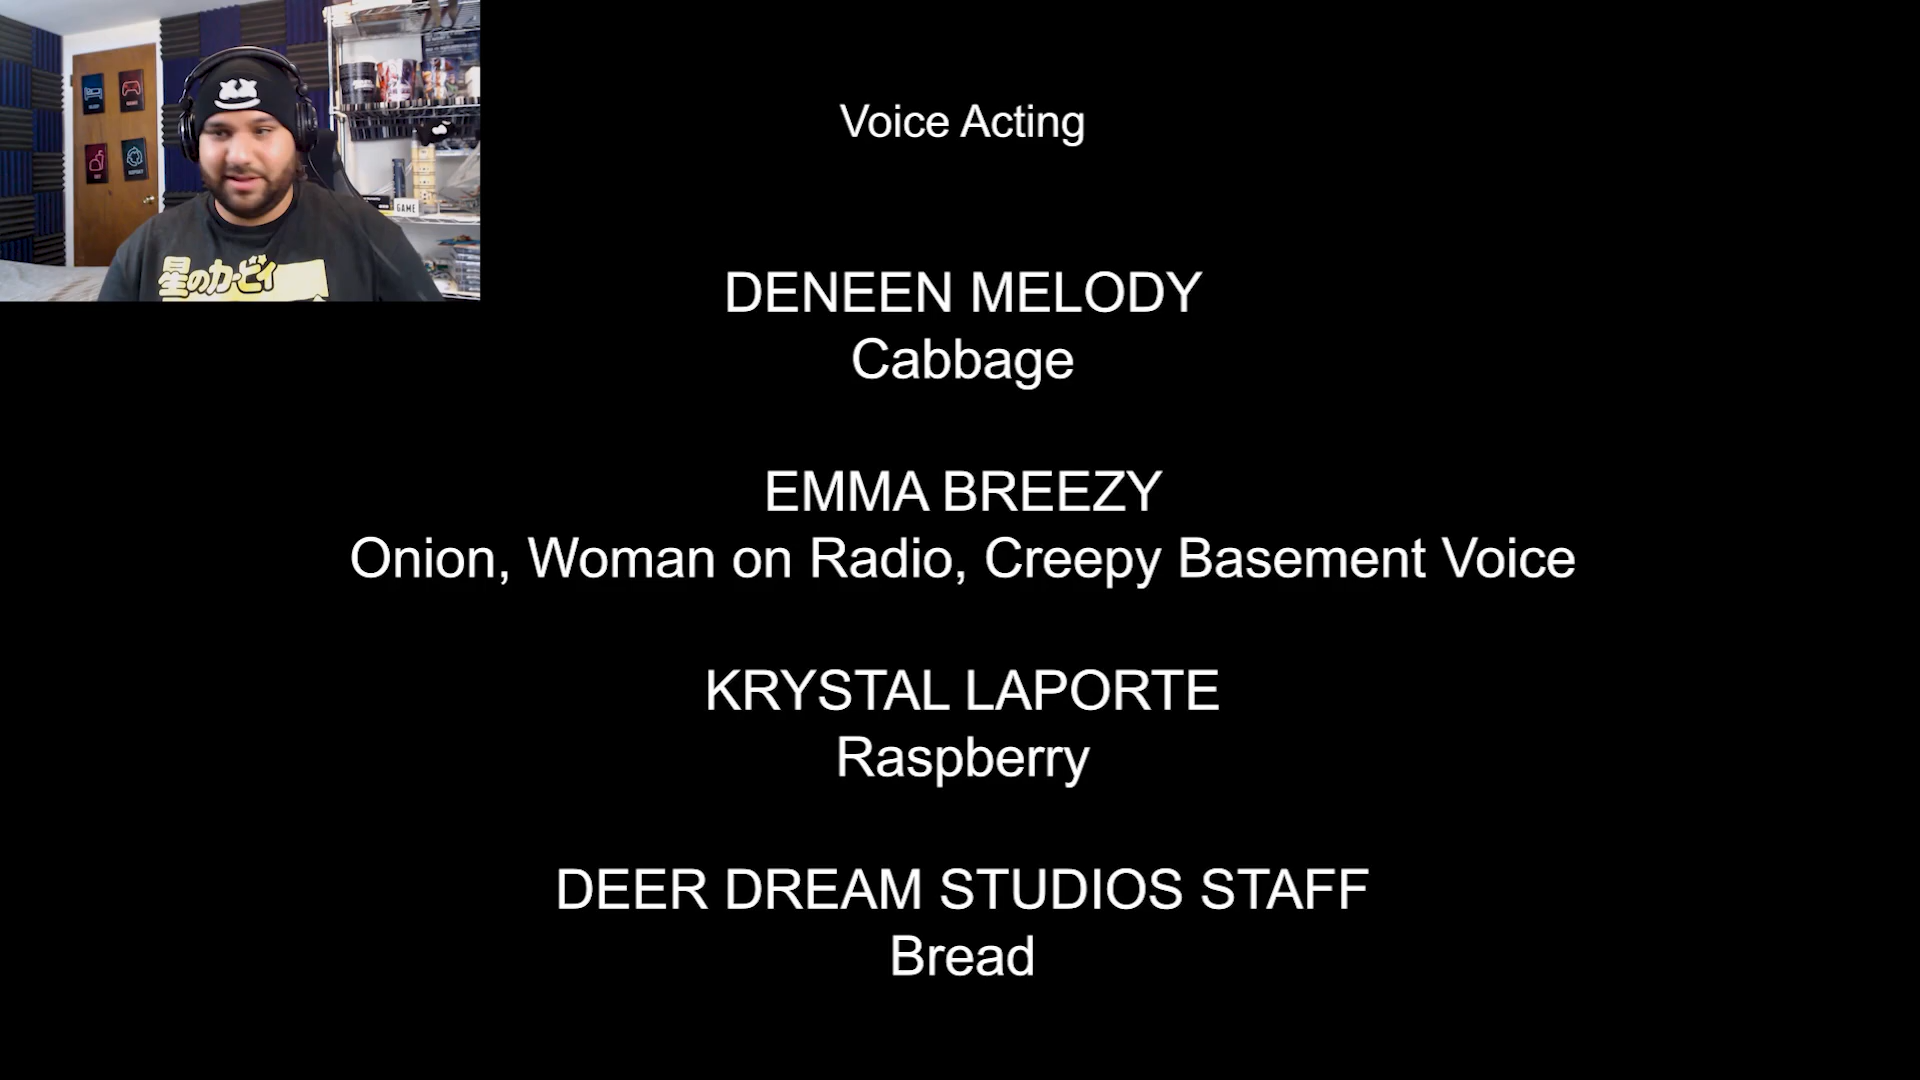 Voice Acting
DENEEN MELODY
Cabbage
EMMA BREEZY
Onion, Woman on Radio, Creepy Basement Voice
KRYSTAL LAPORTE
Raspberry
DEER DREAM STUDIOS STAFF
Bread
GAME
星のカービィ